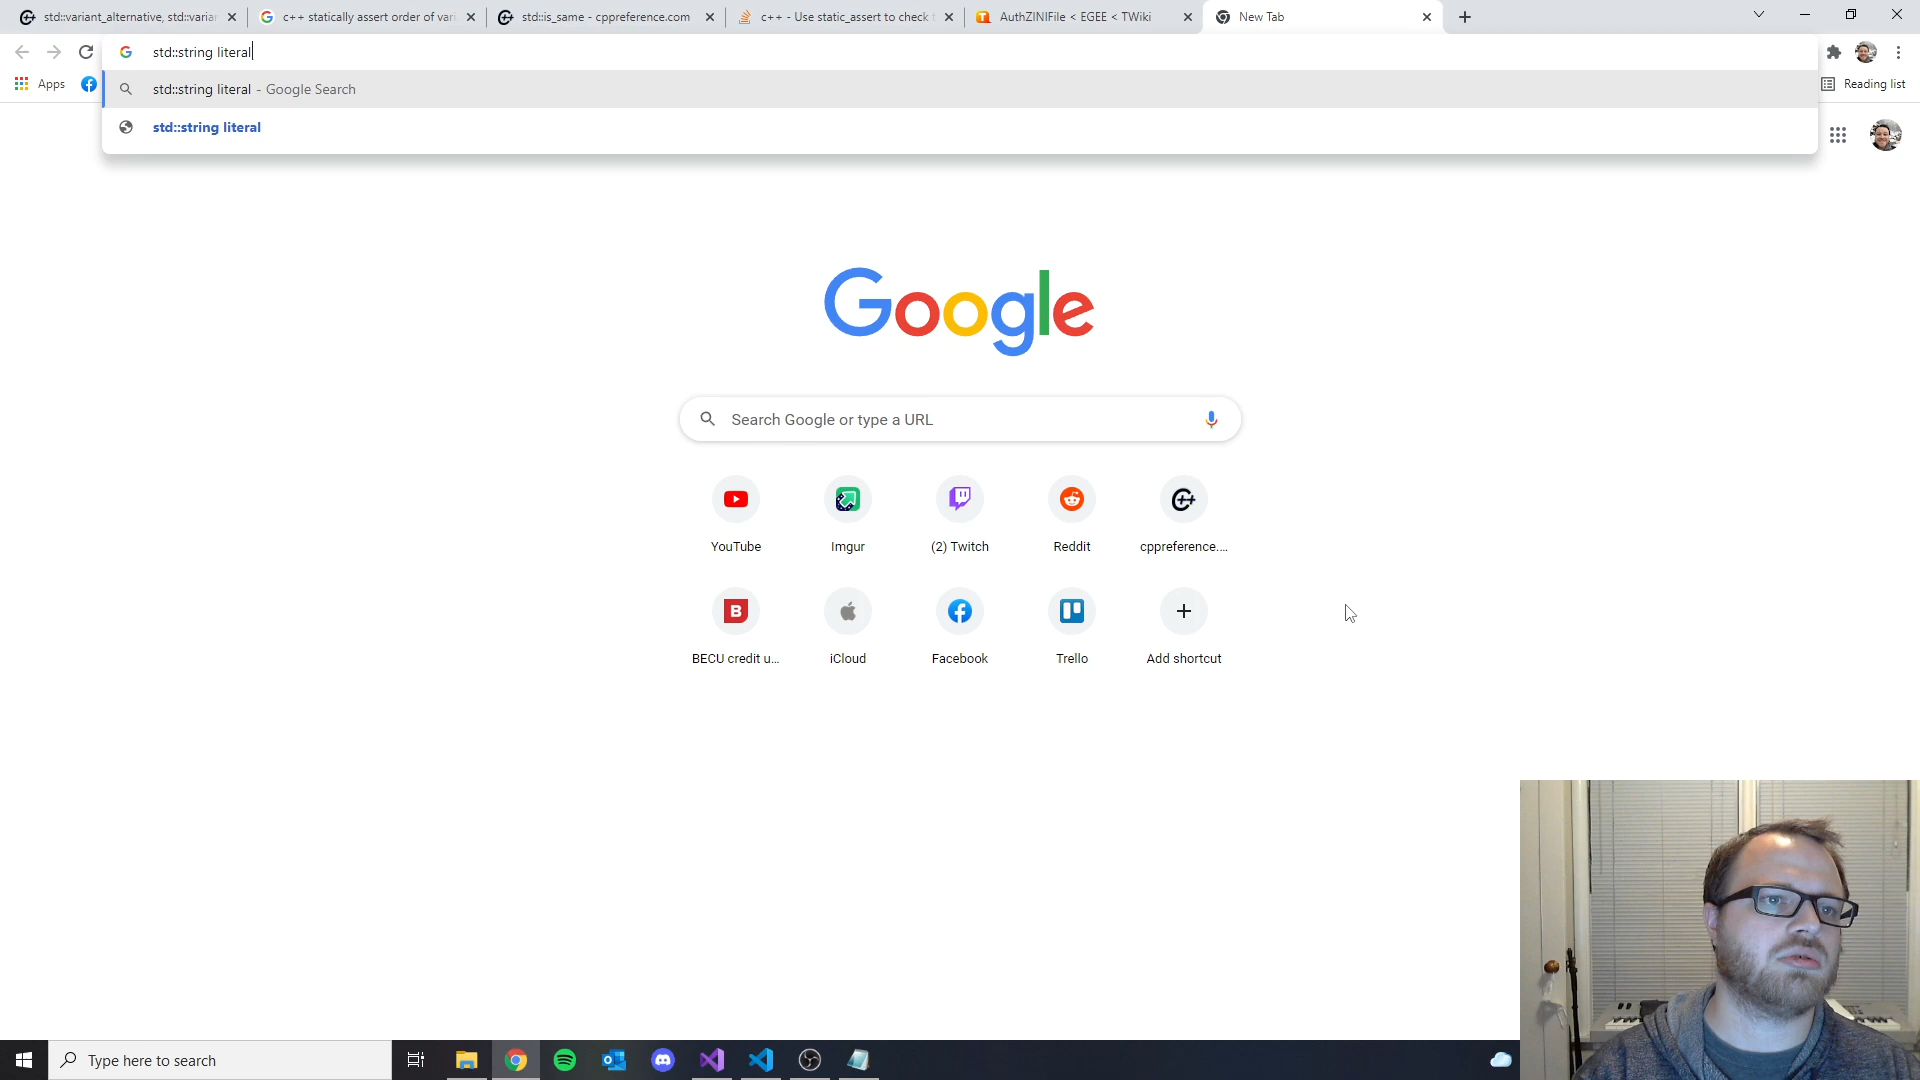 std::variant_alternative, std::varian
c++ statically assert order of vari
std::is_same - cppreference.com
c++ - Use static_assert to check t
AuthZINIFile < EGEE < TWiki
New Tab
std::string literal
Apps
std::string literal - Google Search
Reading list
std::string literal
Google
Search Google or type a URL
YouTube
Imgur
(2) Twitch
Reddit
cppreference....
BECU credit u...
iCloud
Facebook
Trello
Add shortcut
Type here to search